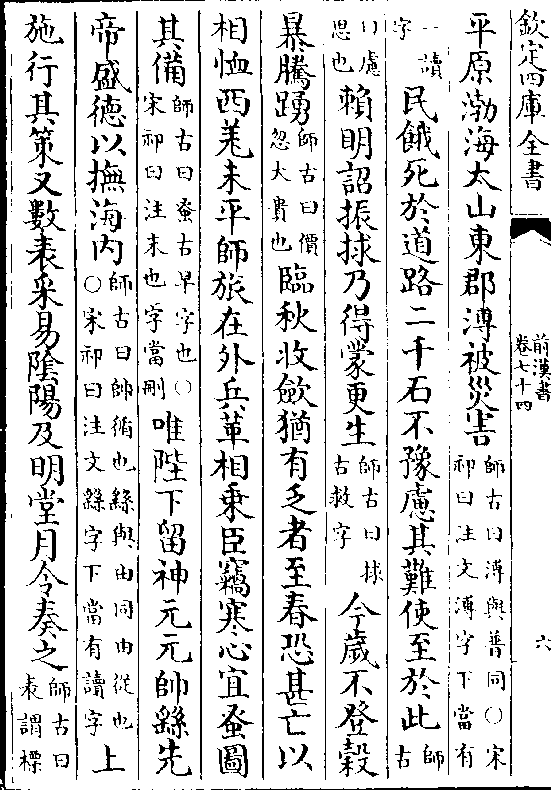 欽定四庫全書
前漢書
卷七十四
六
平原渤海太山東郡溥被災害師古曰溥與普同○宋祁曰注文溥字下當有
一讀字民餓死於道路二千石不豫慮其難使至於此師古
曰慮思也頼明詔振捄乃得蒙更生師古曰捄古救字今歲不登穀
暴騰踴師古曰價忽大貴也臨秋收斂猶有乏者至春恐甚亡以
相恤西羌未平師旅在外兵革相乗臣竊寒心宜蚤圖
其備師古曰蚤古早字也○宋祁曰注末也字當刪唯陛下留神元元帥繇先
帝盛德以撫海内師古曰帥循也繇與由同由從也○宋祁曰注文繇字下當有讀字上
施行其策又數表采易隂陽及明堂月令奏之師古曰表謂標